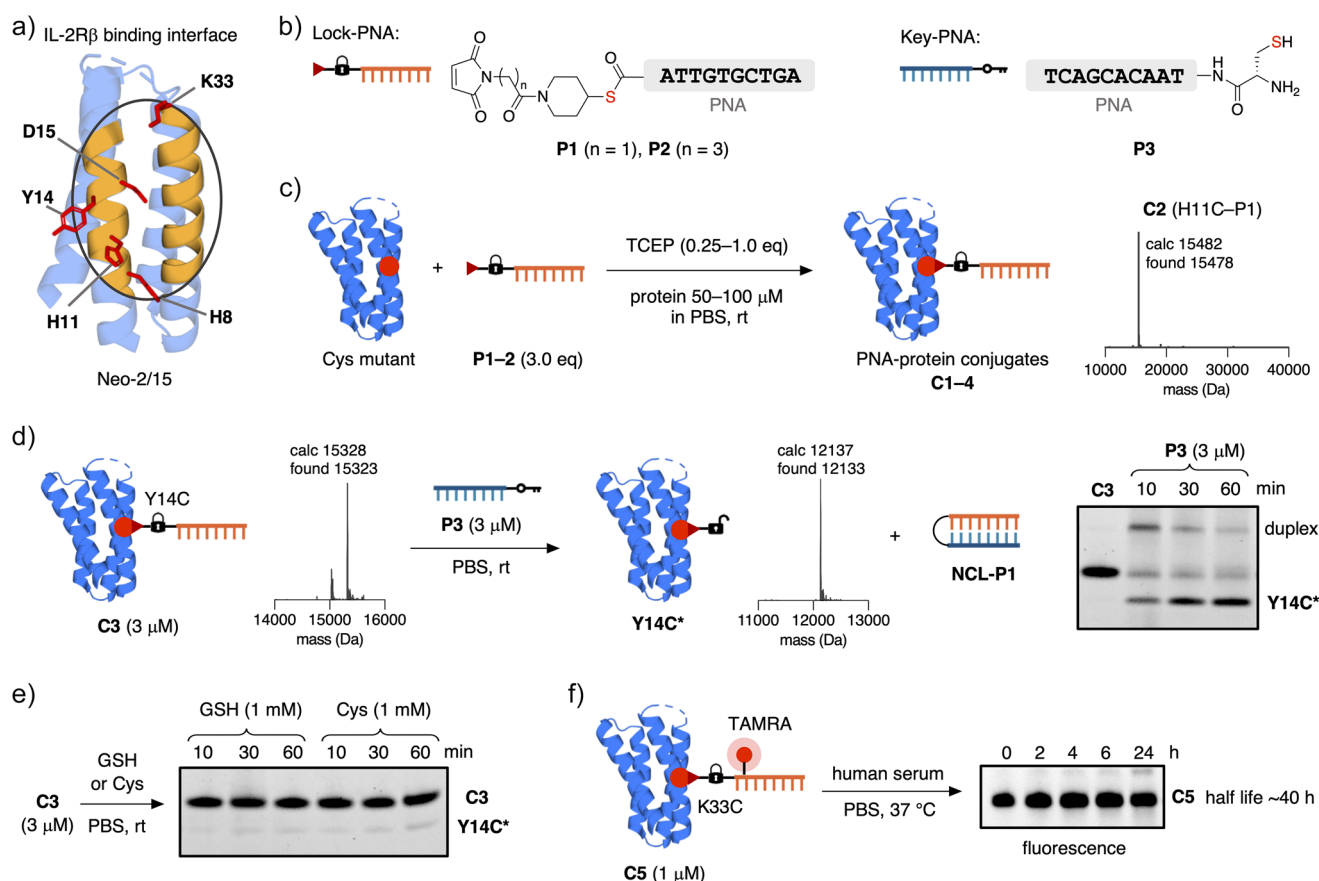 a)
IL-2Rβ binding interface
K33
D15
Y14
H11
H8
Neo-2/15
b)
Lock-PNA:
O
N
O
n
O
N
S
O
ATTGTGCTGA
PNA
P1 (n = 1), P2 (n = 3)
Key-PNA:
TCAGCACAAT
PNA
H
N
O
SH
NH2
P3
c)
Cys mutant
+
P1–2 (3.0 eq)
TCEP (0.25–1.0 eq)
protein 50–100 μM
in PBS, rt
PNA-protein conjugates
C1–4
C2 (H11C–P1)
calc 15482
found 15478
10000 20000 30000 40000
mass (Da)
d)
Y14C
C3 (3 μM)
calc 15328
found 15323
14000 15000 16000
mass (Da)
P3 (3 μM)
PBS, rt
Y14C*
calc 12137
found 12133
11000 12000 13000
mass (Da)
+
NCL-P1
P3 (3 μM)
C3 10 30 60 min
duplex
Y14C*
e)
C3
(3 μM)
GSH
or Cys
PBS, rt
GSH (1 mM) Cys (1 mM)
10 30 60 10 30 60 min
C3
Y14C*
f)
TAMRA
K33C
C5 (1 μM)
human serum
PBS, 37 °C
0 2 4 6 24 h
C5 half life ~40 h
fluorescence